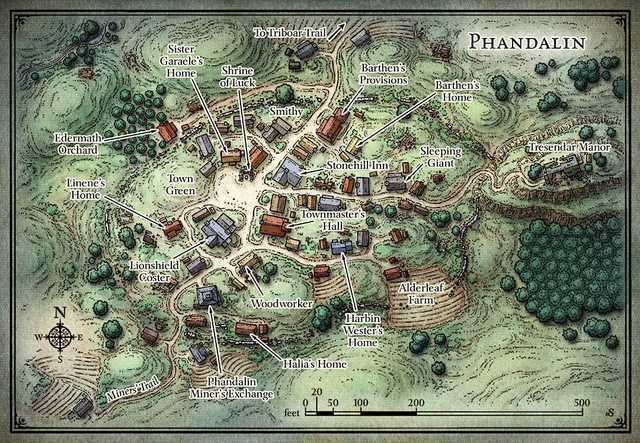 To Triboar Trail
PHANDALIN
Sister
Garaele's
Home
Shrine
of Luck
Barthen's
Provisions
Barthen's
Home
Smithy
Edermath
Orchard
Sleeping
Giant
Tresendar Manor
Stonehill Inn
Town
Green
Linene's
Home
Townmaster's
Hall
Lionshield
Coster
Woodworker
Alderleaf
Farm
Harbin
Wester's
Home
N
W
E
S
Halia's Home
Miners' Trail
Phandalin
Miner's Exchange
20
feet 0 50 100 200 500